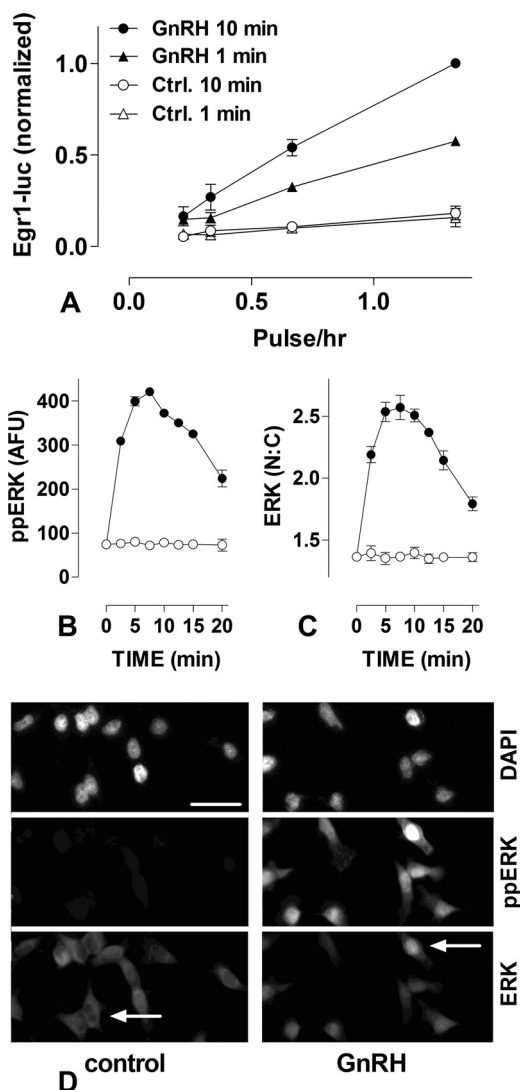 GnRH 10 min
GnRH 1 min
Ctrl. 10 min
Ctrl. 1 min
Egr1-luc (normalized)
1.0
0.5
0.0
0.0 0.5 1.0
Pulse/hr
A
ppERK (AFU)
400
300
200
100
0
0 5 10 15 20
TIME (min)
B
ERK (N:C)
2.5
2.0
1.5
0 5 10 15 20
TIME (min)
C
DAPI
ppERK
ERK
control GnRH
D